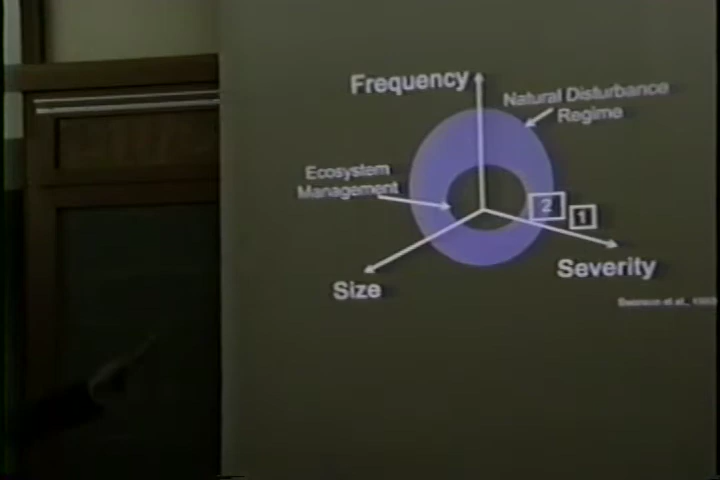 Frequency
Natural Disturbance
Regime
Ecosystem
Management
2
1
Severity
Size